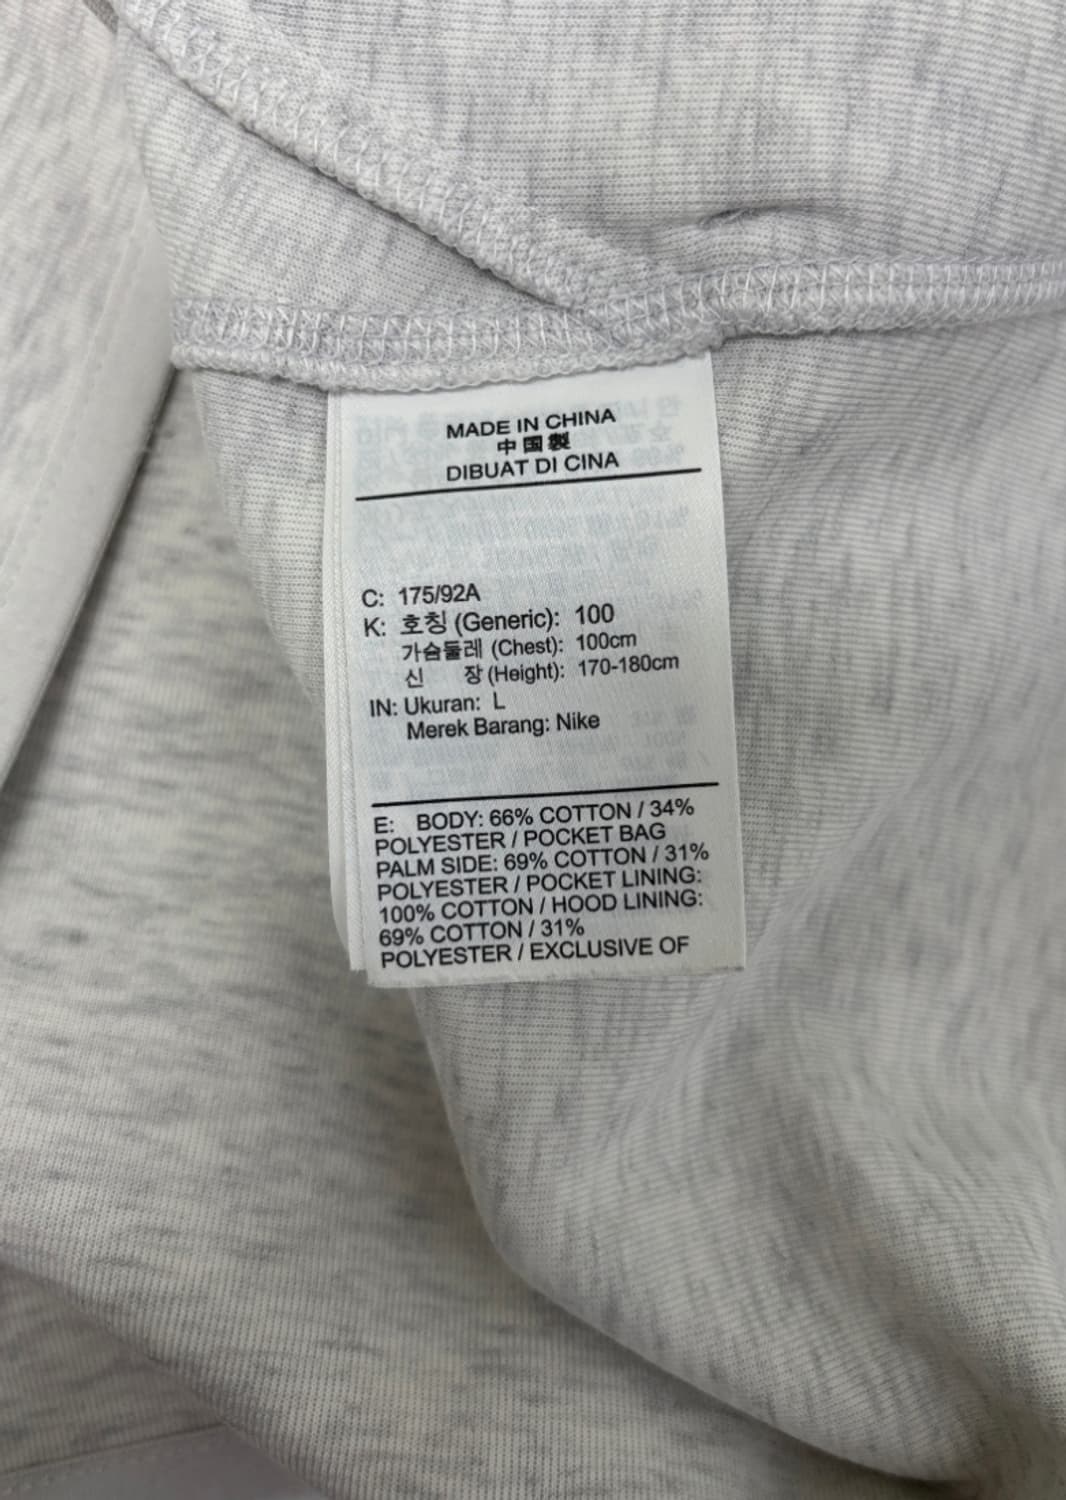 MADE IN CHINA
中国製
DIBUAT DI CINA
C: 175/92A
K: 호칭 (Generic): 100
가슴둘레 (Chest): 100cm
신 장 (Height): 170-180cm
IN: Ukuran: L
Merek Barang: Nike
E: BODY: 66% COTTON / 34%
POLYESTER / POCKET BAG
PALM SIDE: 69% COTTON / 31%
POLYESTER / POCKET LINING:
100% COTTON / HOOD LINING:
69% COTTON / 31%
POLYESTER / EXCLUSIVE OF